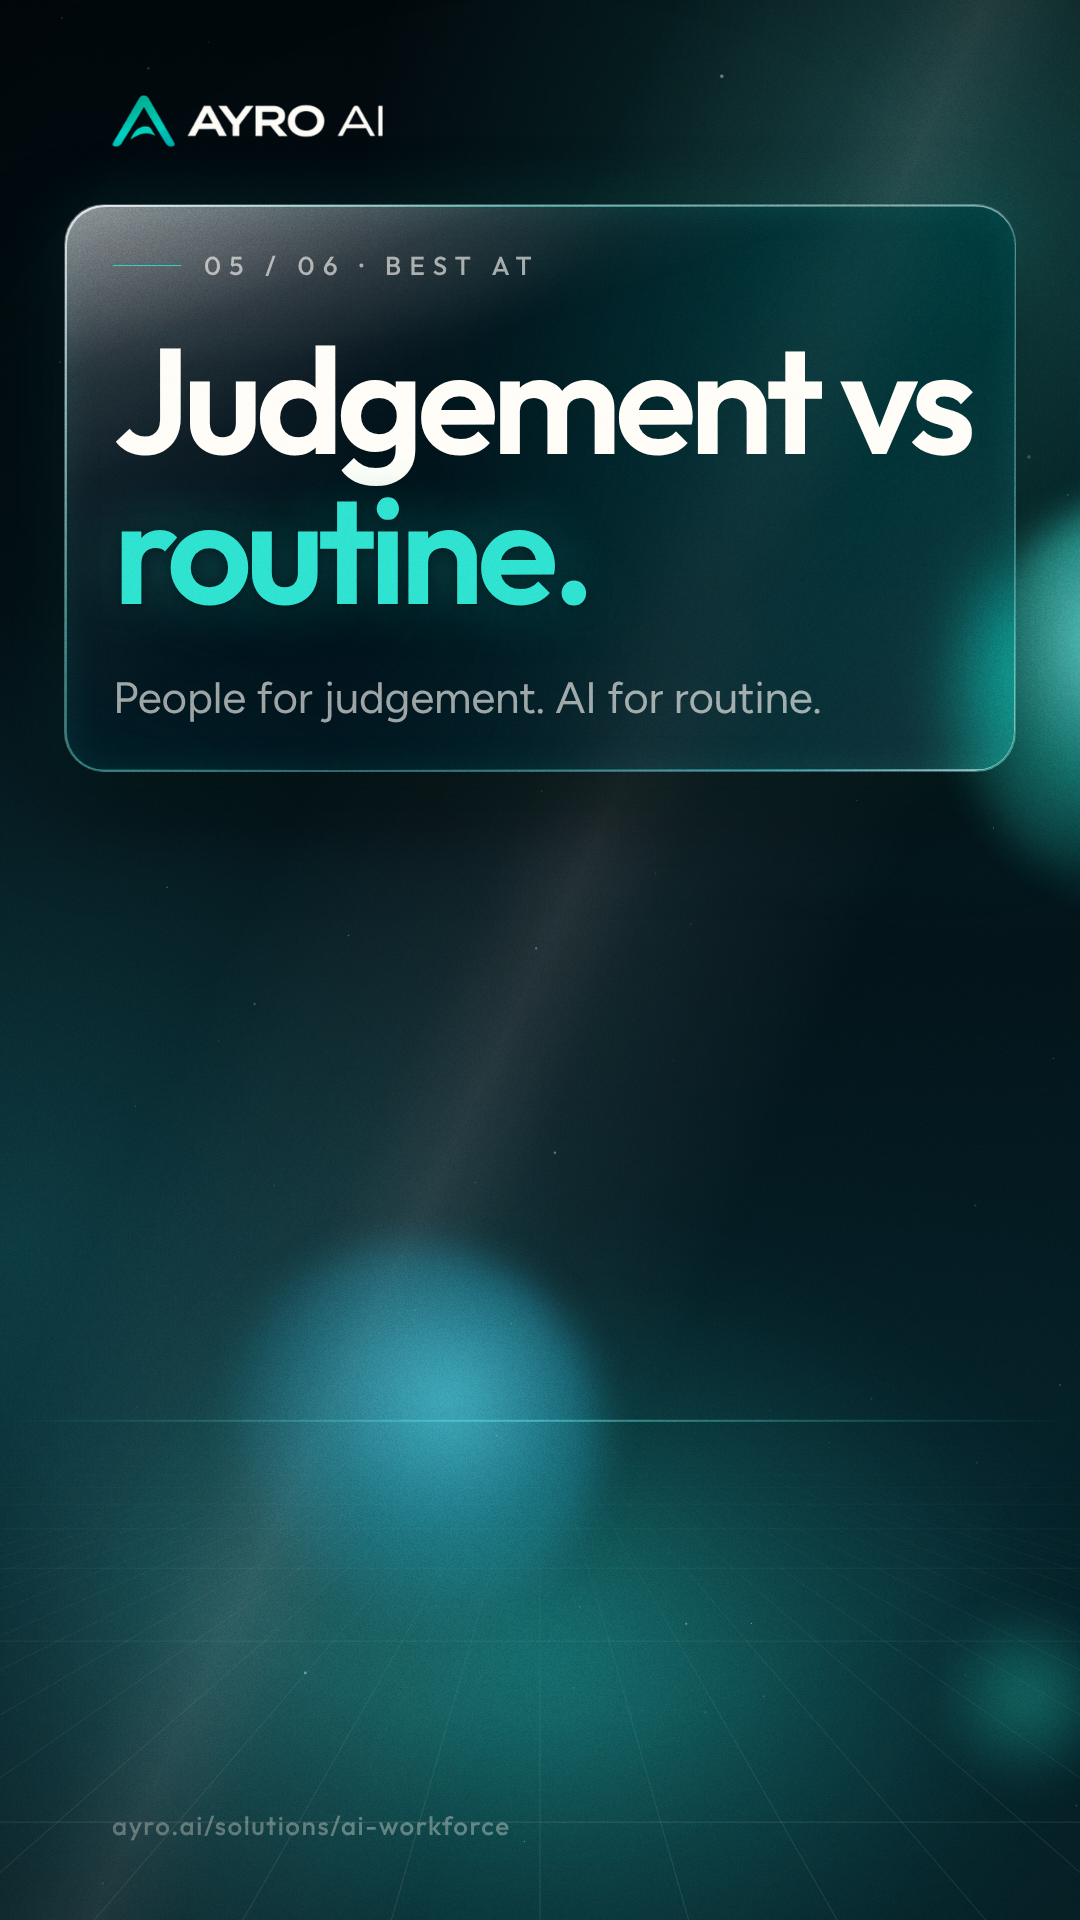 AYRO AI
05 / 06 · BEST AT
Judgement vs
routine.
People for judgement. AI for routine.
ayro.ai/solutions/ai-workforce